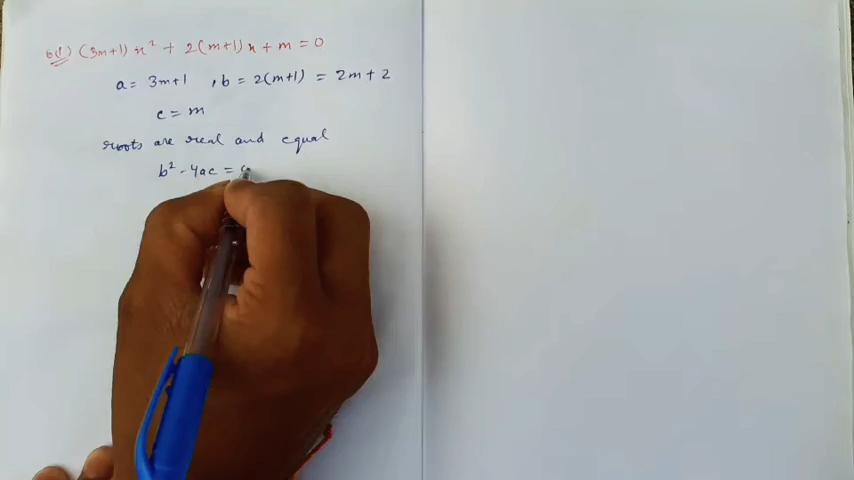 6(i) (3m+1) x² + 2(m+1)x + m = 0
a = 3m+1 , b = 2(m+1) = 2m + 2
c = m
roots are real and equal
b² - 4ac = 0